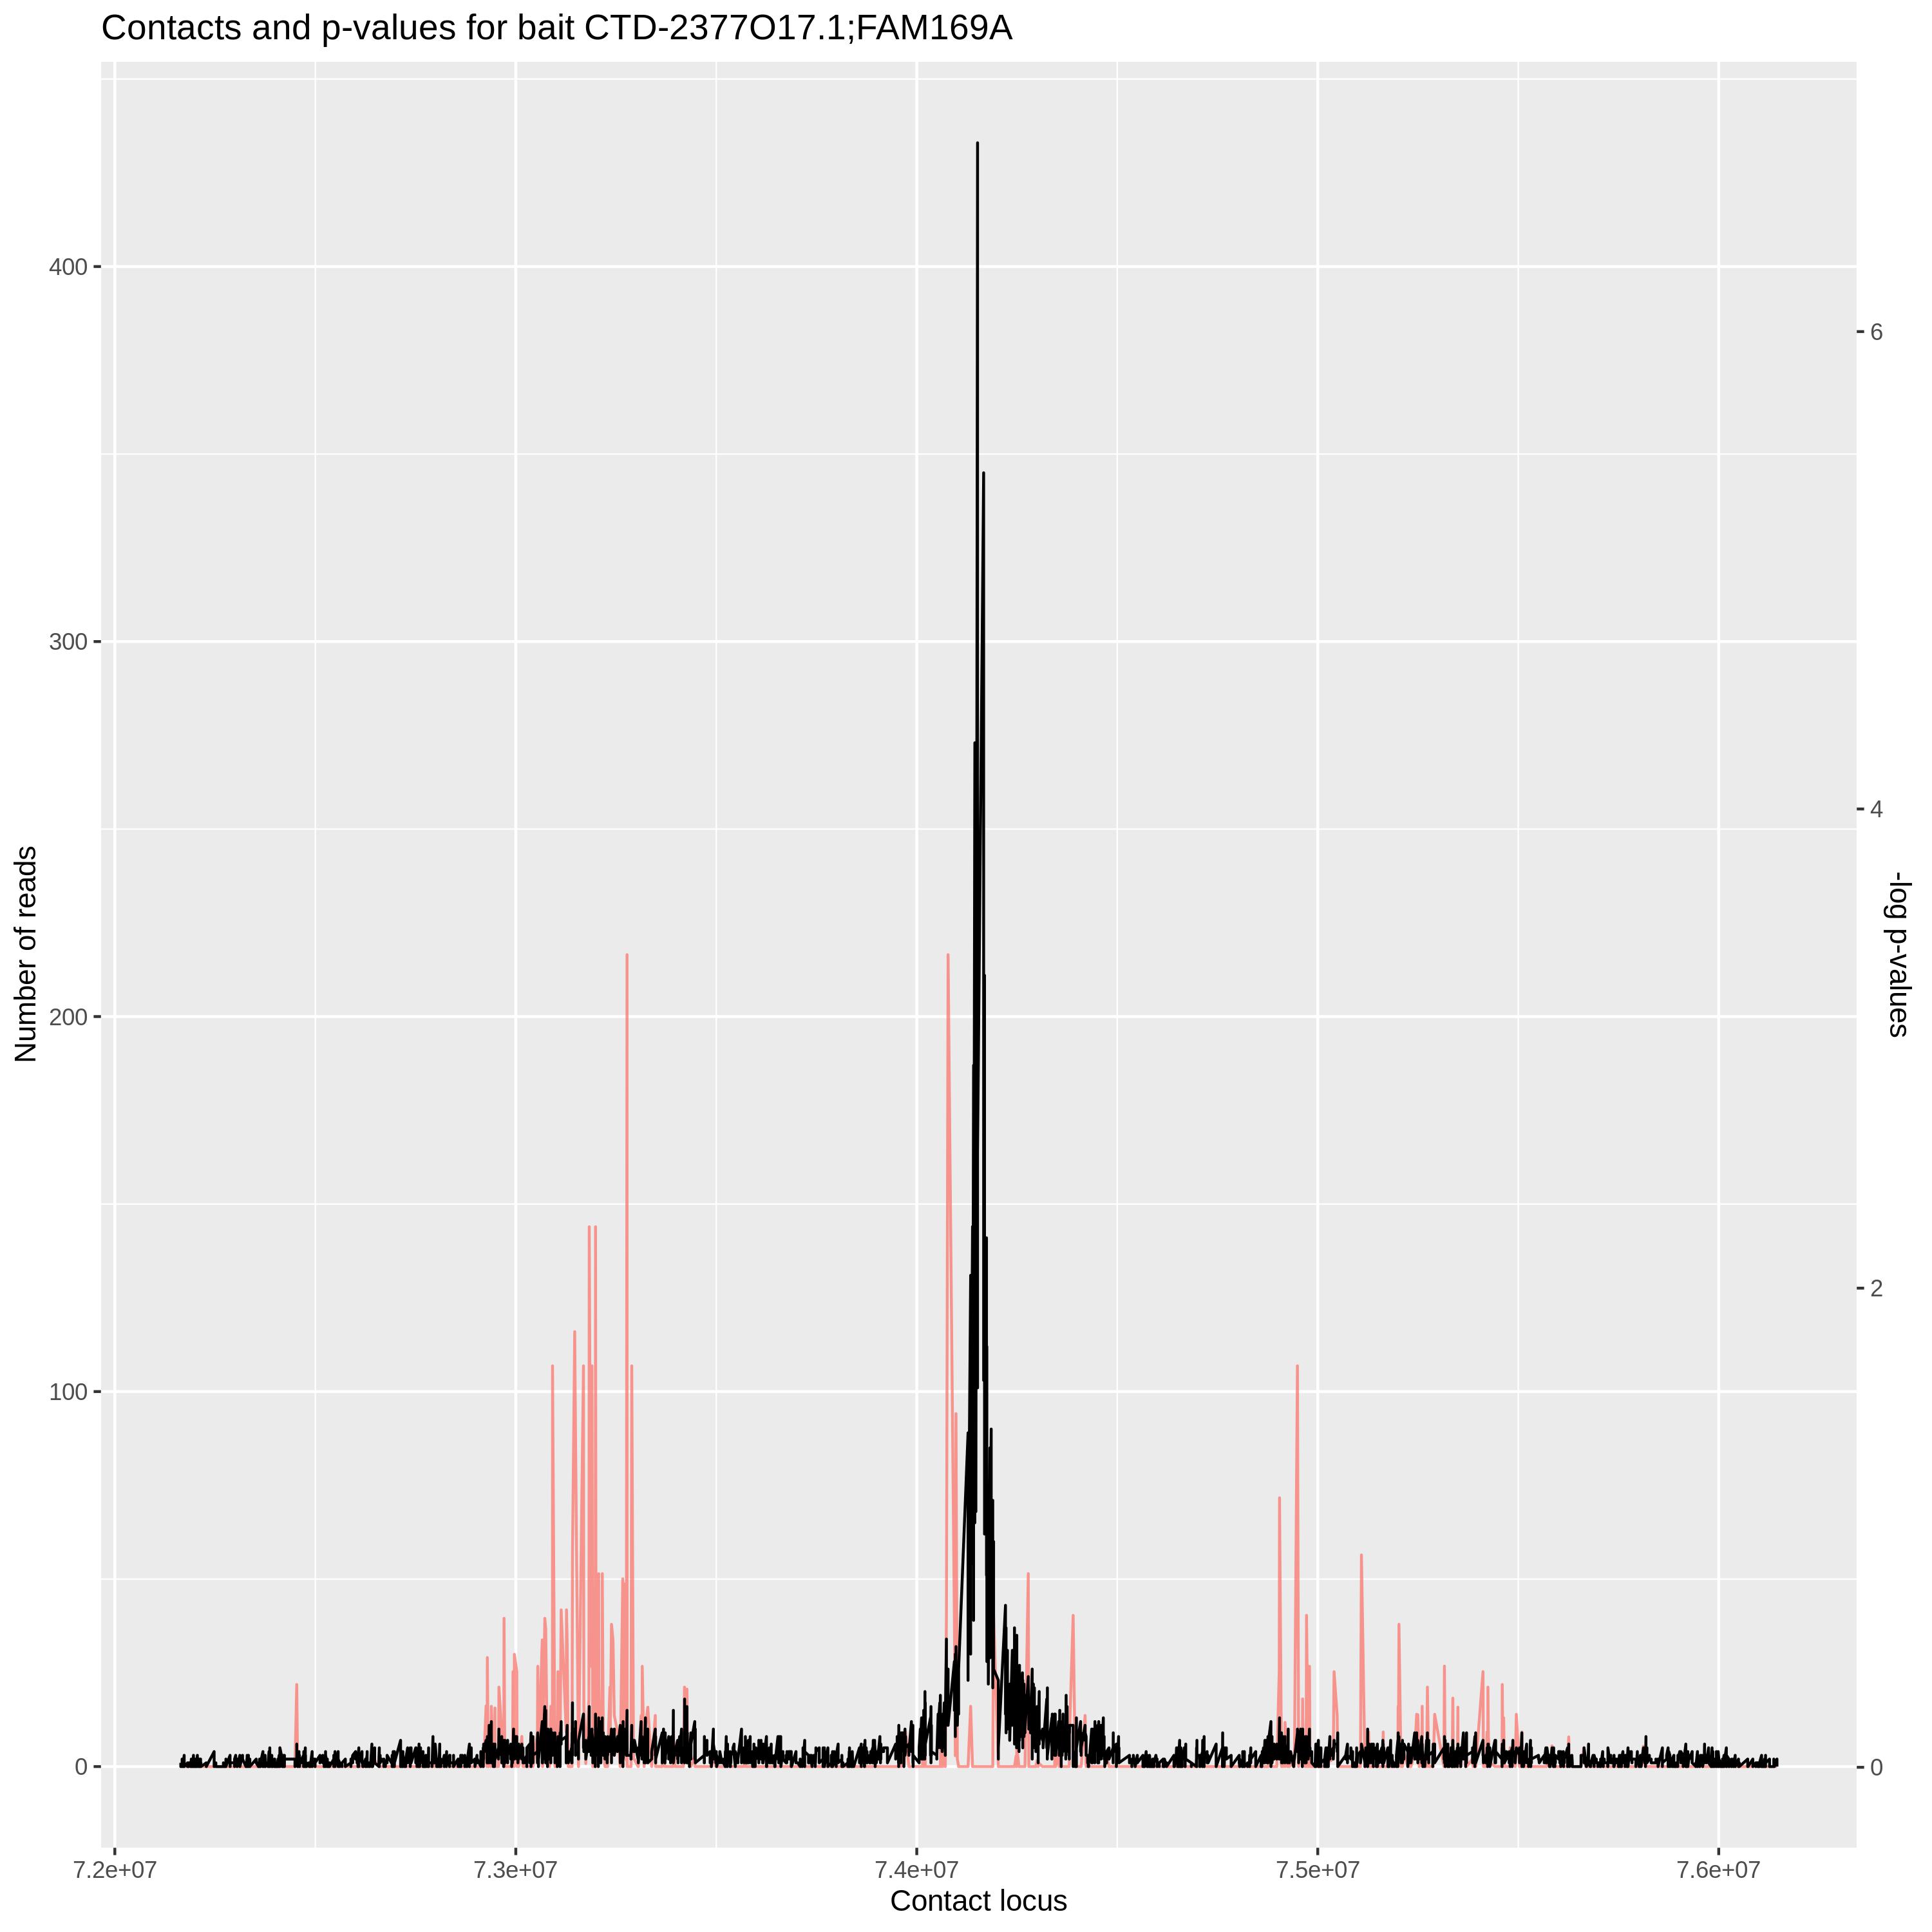 Contacts and p-values for bait CTD-2377O17.1;FAM169A
400
300
200
100
0
Number of reads
6
4
2
0
-log p-values
7.2e+07
7.3e+07
7.4e+07
7.5e+07
7.6e+07
Contact locus